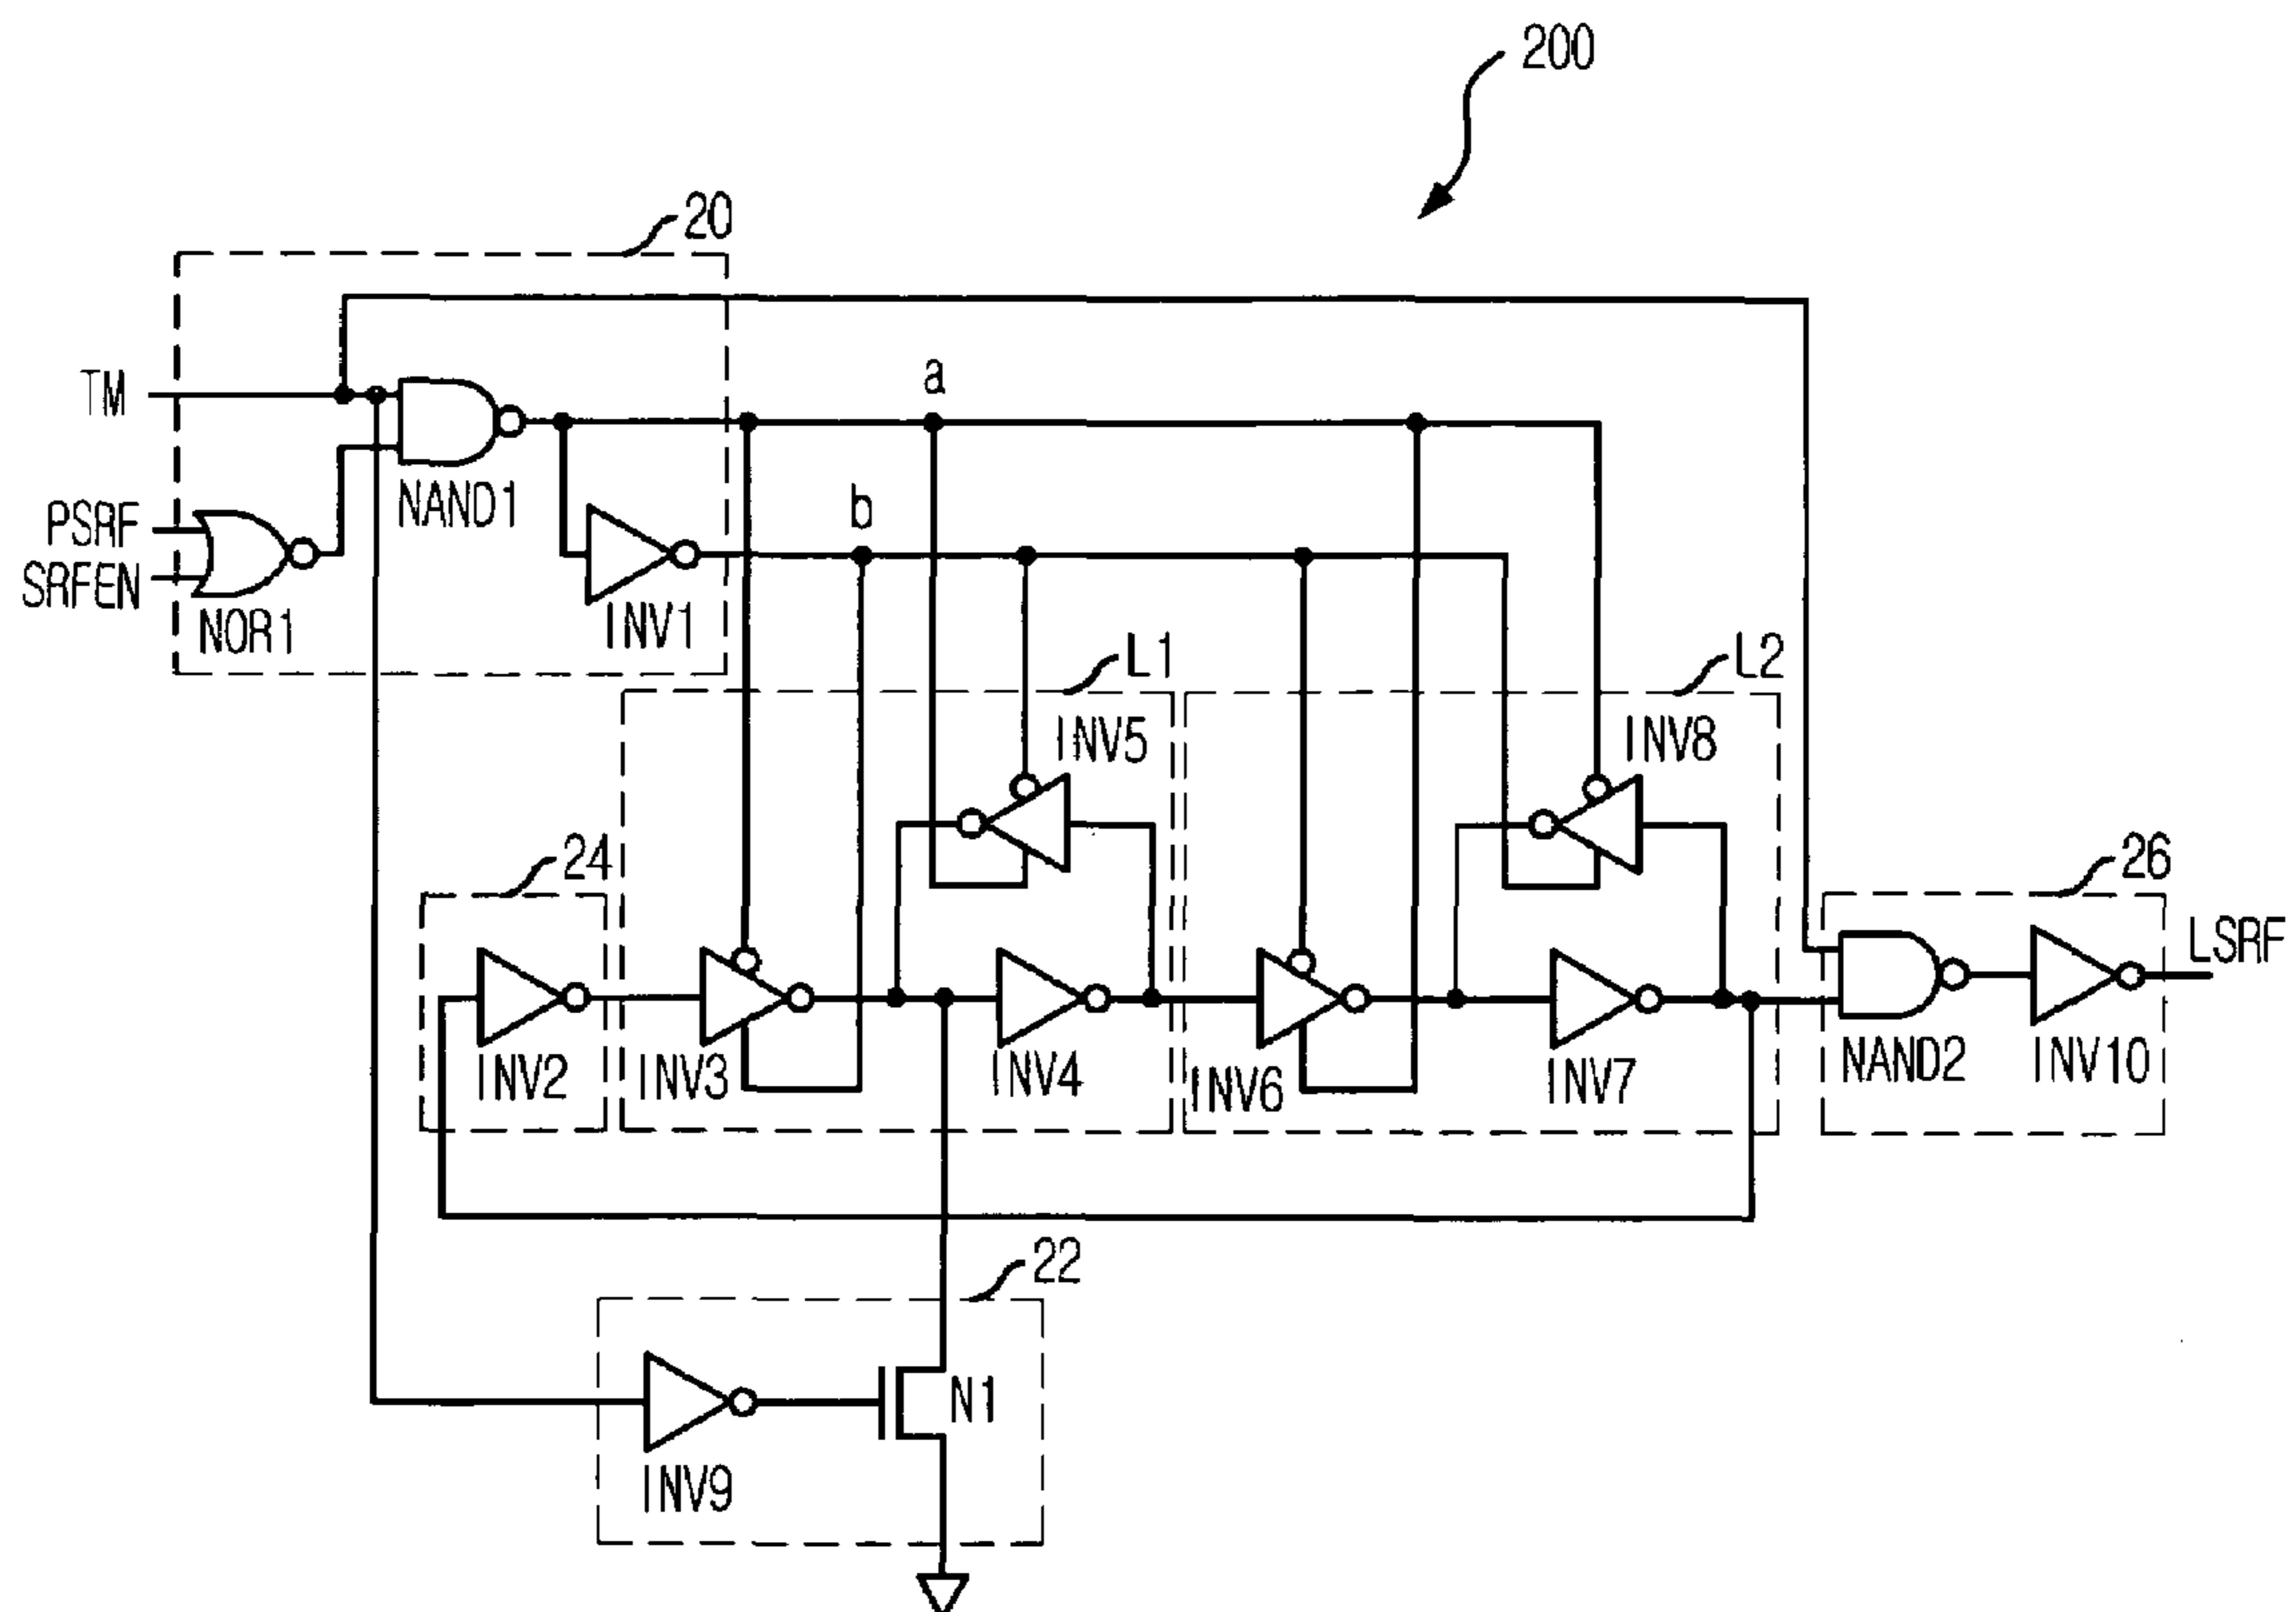 200
20
TM
a
NAND1
b
PSRF
SRFEN
NOR1
INV1
L1
L2
INV5
INV8
24
26
LSRF
INV2
INV3
INV4
INV6
INV7
NAND2
INV10
22
N1
INV9